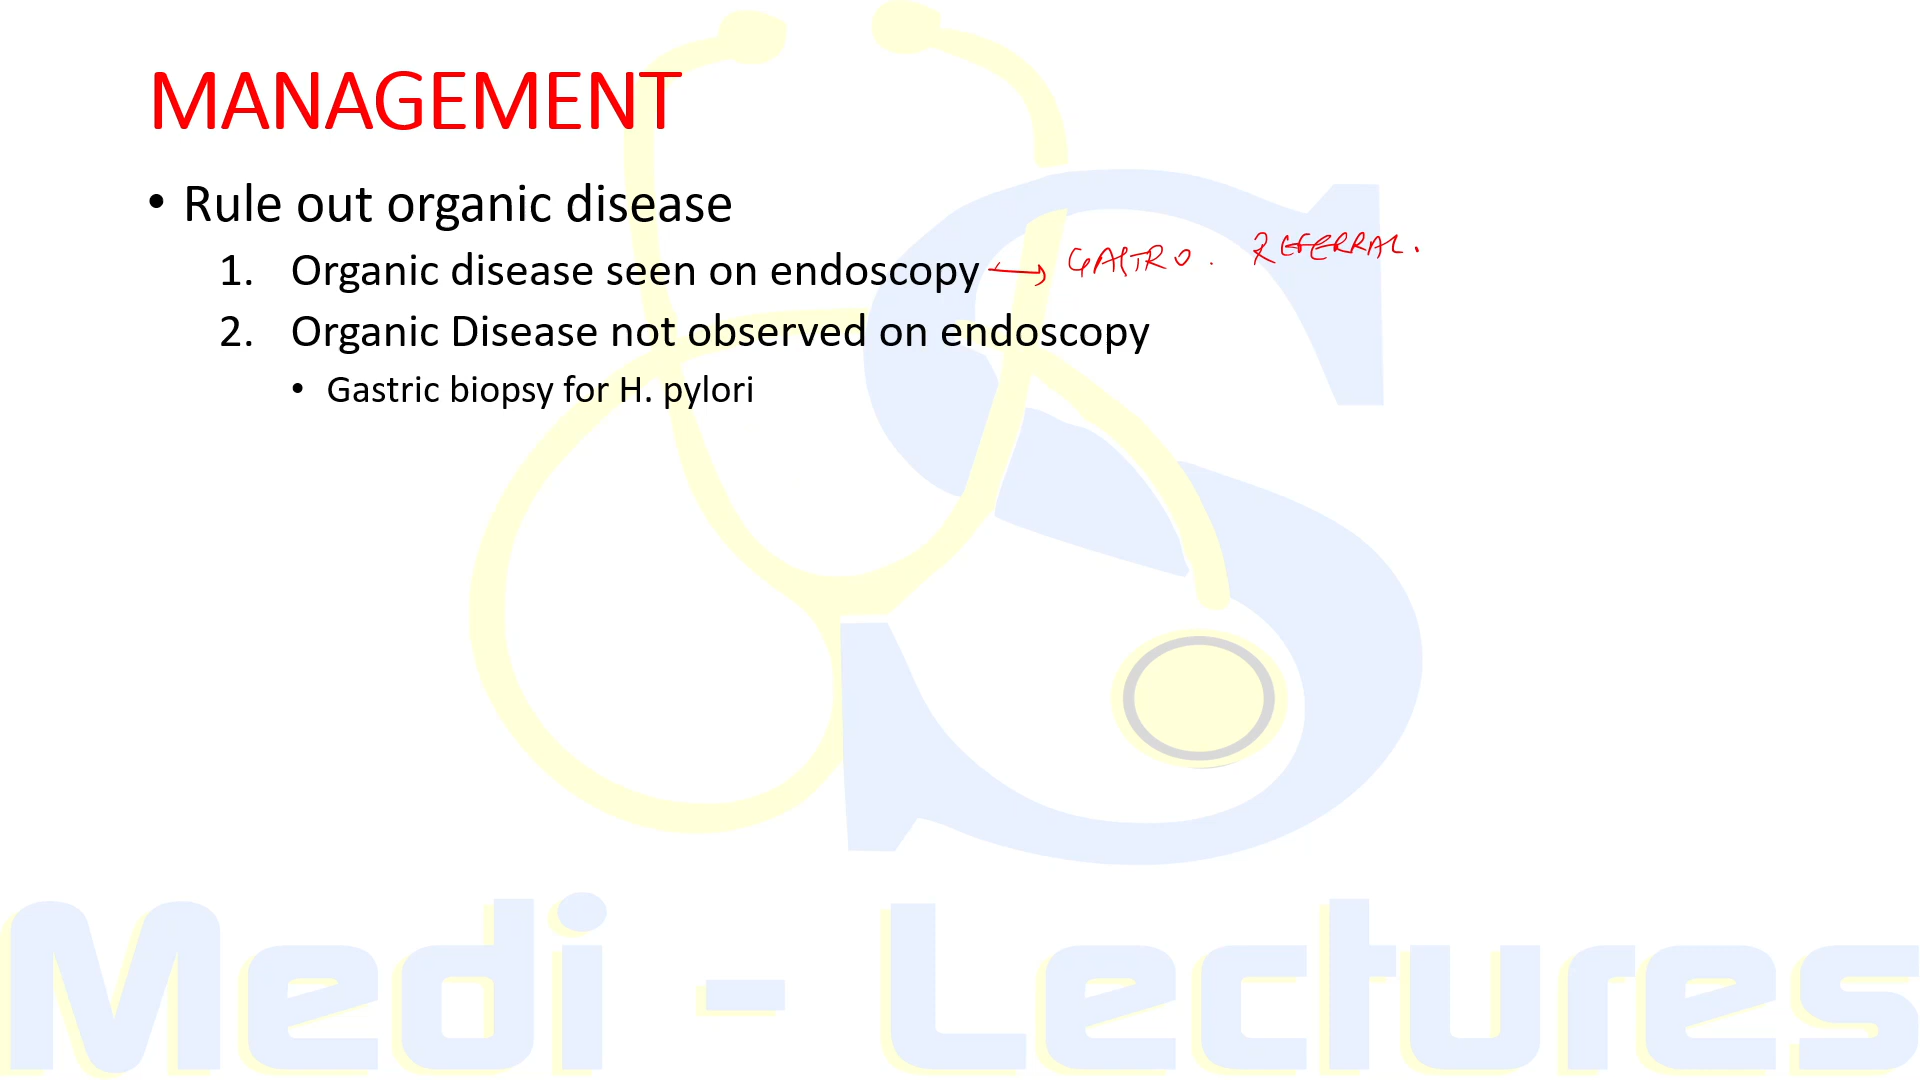 MANAGEMENT
• Rule out organic disease
1. Organic disease seen on endoscopy → GASTRO. REFERRAL.
2. Organic Disease not observed on endoscopy
• Gastric biopsy for H. pylori
Medi - Lectures